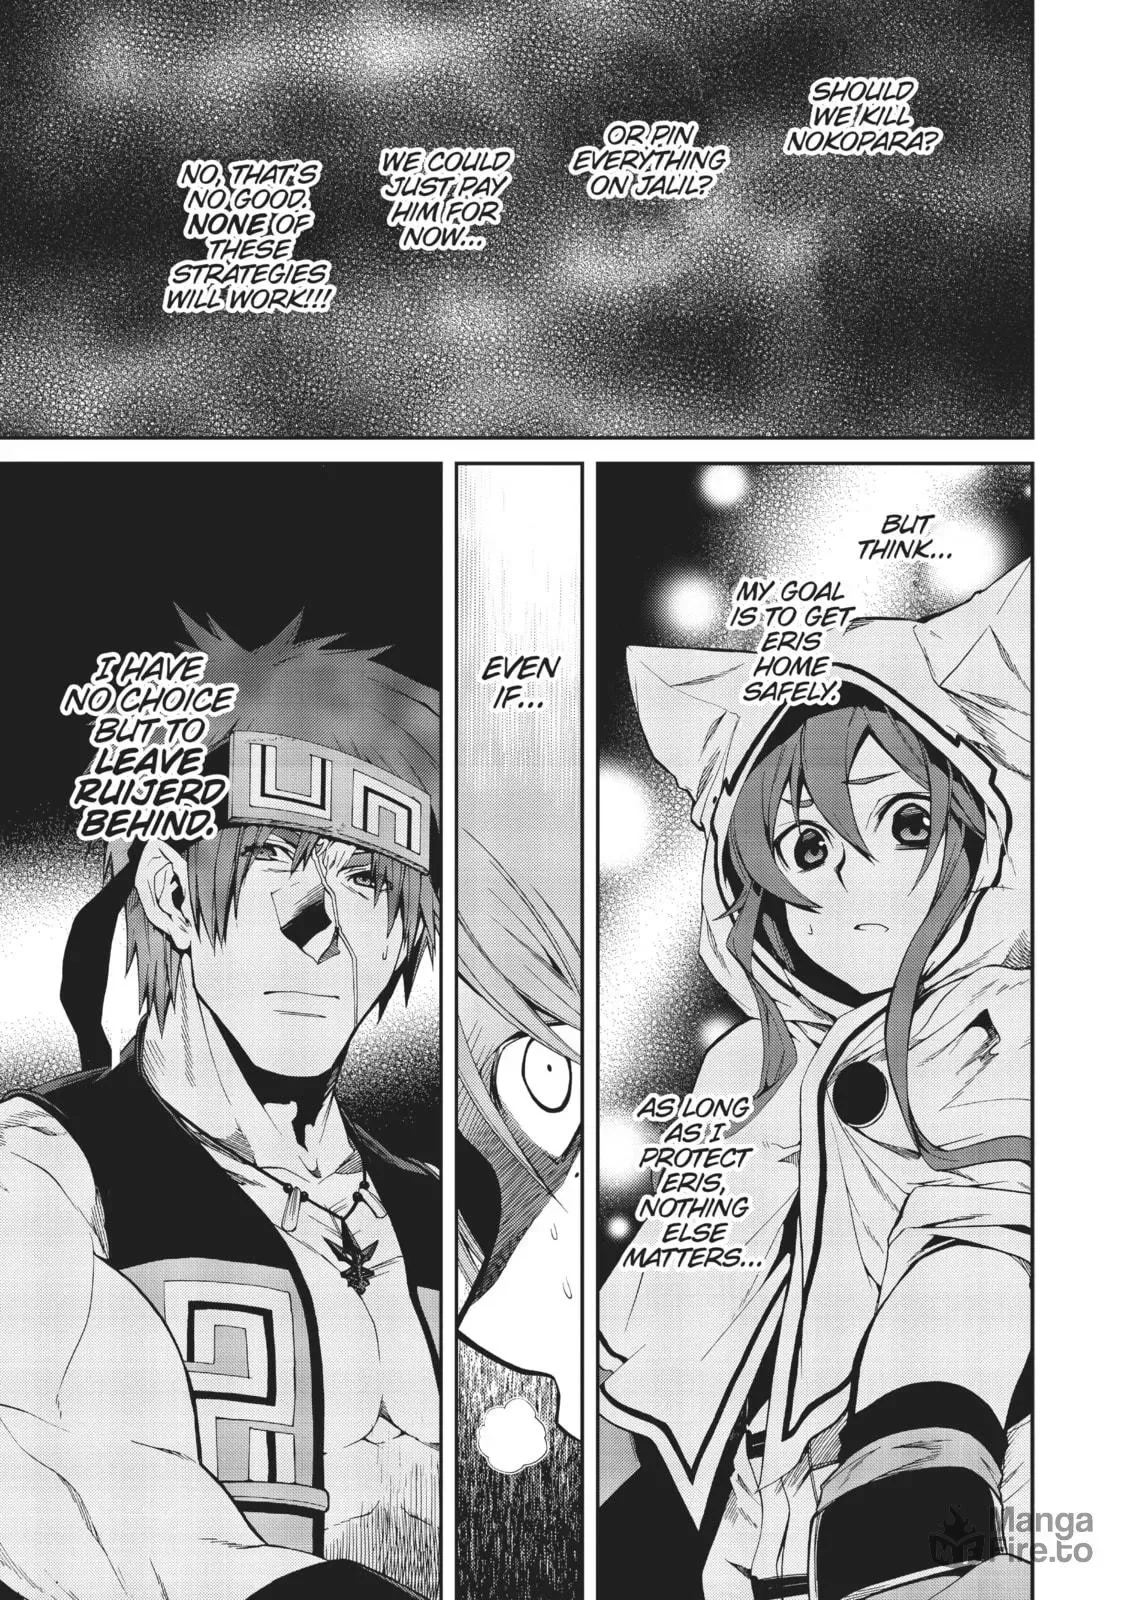 SHOULD
WE KILL
NOKOPARA?
OR PIN
EVERYTHING
ON JALIL?
WE COULD
JUST PAY
HIM FOR
NOW...
NO, THAT'S
NO GOOD.
NONE OF
THESE
STRATEGIES
WILL WORK!!!
BUT
THINK...
MY GOAL
IS TO GET
ERIS
HOME
SAFELY.
AS LONG
AS I
PROTECT
ERIS,
NOTHING
ELSE
MATTERS...
EVEN
IF...
I HAVE
NO CHOICE
BUT TO
LEAVE
RUIJERD
BEHIND.
Manga
Fire.to